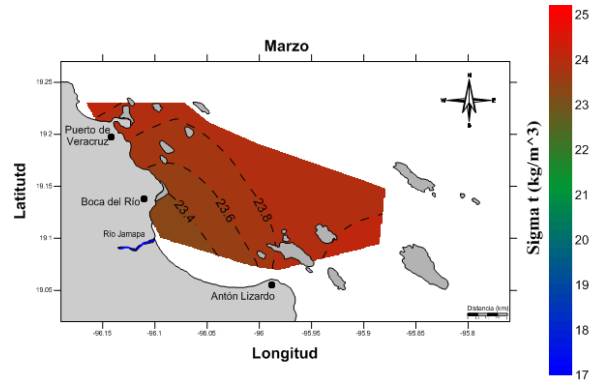 Marzo
N
W
E
S
19.25
19.2
19.15
19.1
19.05
Latitutd
Puerto de
Veracruz
Boca del Río
Río Jamapa
Antón Lizardo
23.4
23.6
23.8
Distancia (km)
-96.15
-96.1
-96.05
-96
-95.95
-95.9
-95.85
-95.8
Longitud
Sigma t (kg/m^3)
25
24
23
22
21
20
19
18
17